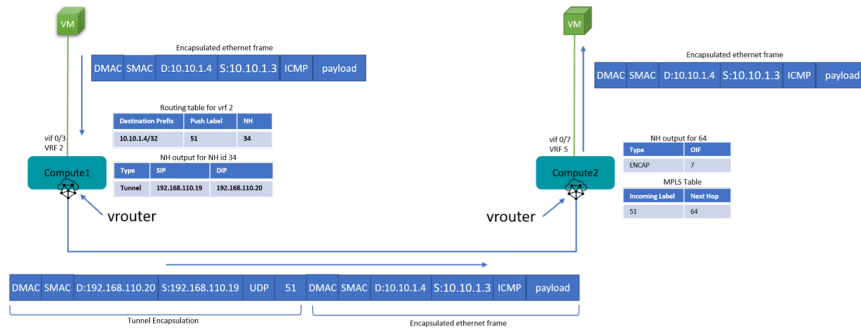 VM
VM
Encapsulated ethernet frame
DMAC SMAC D:10.10.1.4 S:10.10.1.3 ICMP payload
Encapsulated ethernet frame
DMAC SMAC D:10.10.1.4 S:10.10.1.3 ICMP payload
Routing table for vrf 2
Destination Prefix Push Label NH
10.10.1.4/32 51 34
vif 0/3
VRF 2
NH output for NH id 34
Type SIP DIP
Tunnel 192.168.110.19 192.168.110.20
Compute1
vrouter
vif 0/7
VRF 5
NH output for 64
Type OIF
ENCAP 7
Compute2
MPLS Table
Incoming Label Next Hop
51 64
vrouter
DMAC SMAC D:192.168.110.20 S:192.168.110.19 UDP 51 DMAC SMAC D:10.10.1.4 S:10.10.1.3 ICMP payload
Tunnel Encapsulation
Encapsulated ethernet frame